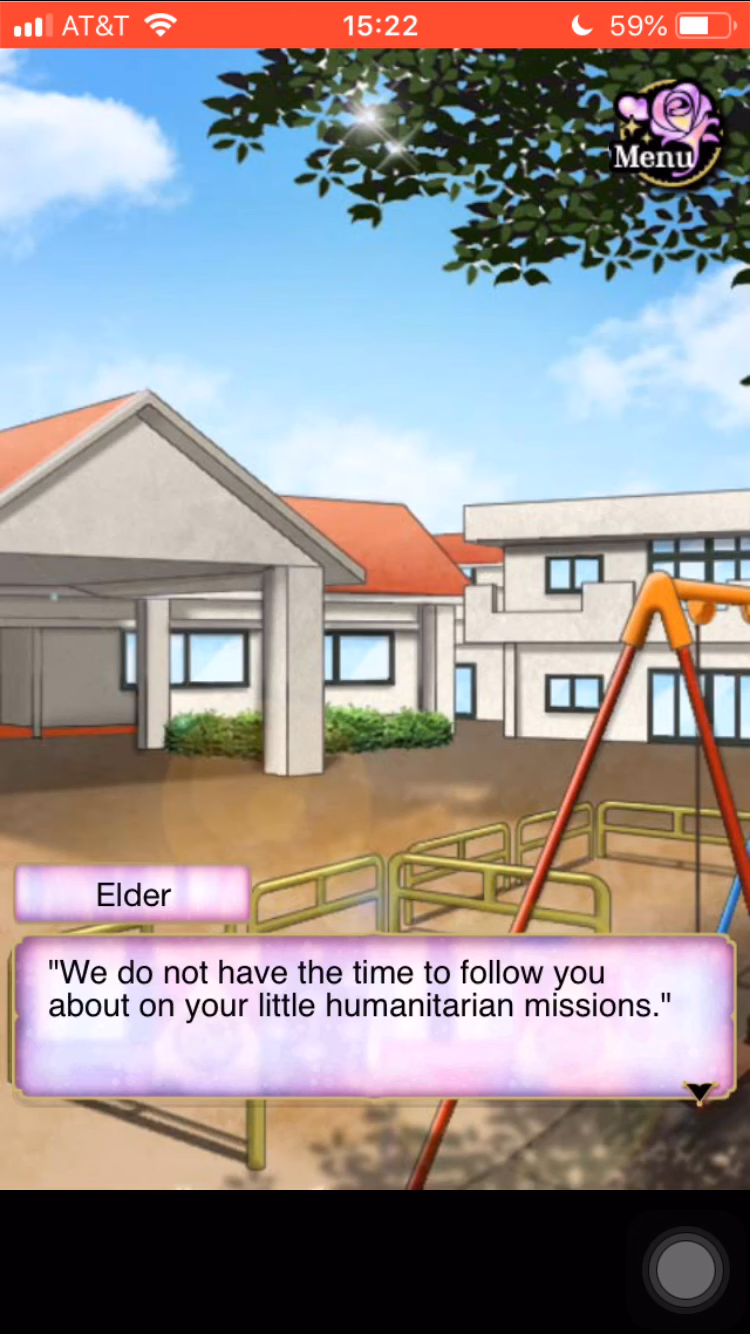 AT&T
15:22
59%
Menu
Elder
"We do not have the time to follow you
about on your little humanitarian missions."